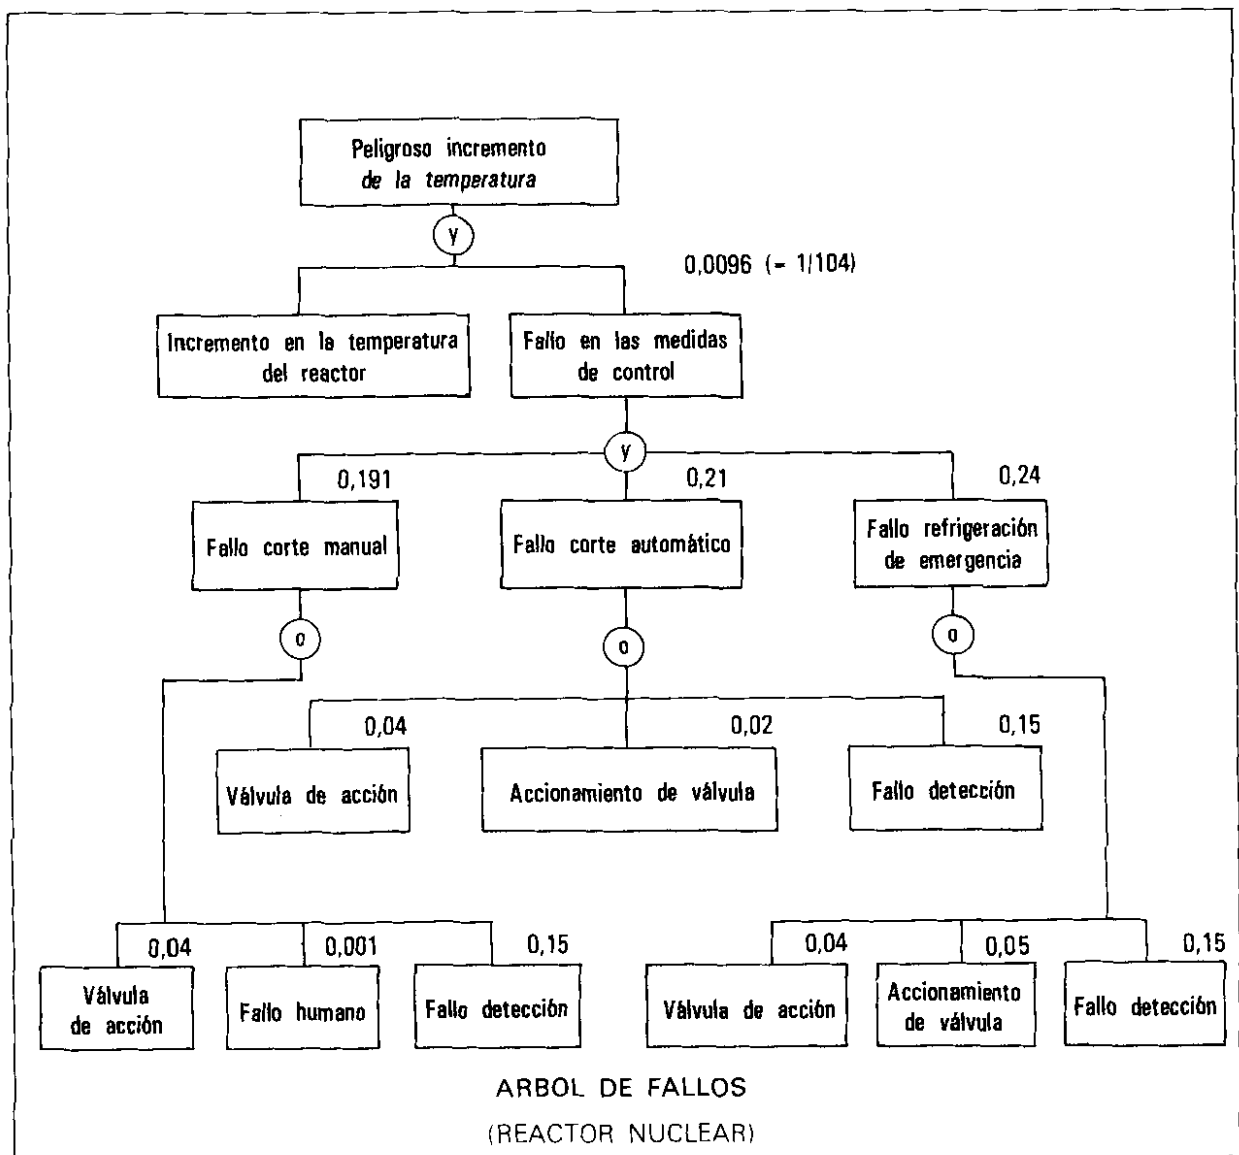 Peligroso incremento
de la temperatura
y
0,0096 (- 1/104)
Incremento en la temperatura
del reactor
Fallo en las medidas
de control
y
0,191
0,21
0,24
Fallo corte manual
Fallo corte automático
Fallo refrigeración
de emergencia
o
o
o
0,04
0,02
0,15
Válvula de acción
Accionamiento de válvula
Fallo detección
0,04
0,001
0,15
0,04
0,05
0,15
Válvula
de acción
Fallo humano
Fallo detección
Válvula de acción
Accionamiento
de válvula
Fallo detección
ARBOL DE FALLOS
(REACTOR NUCLEAR)